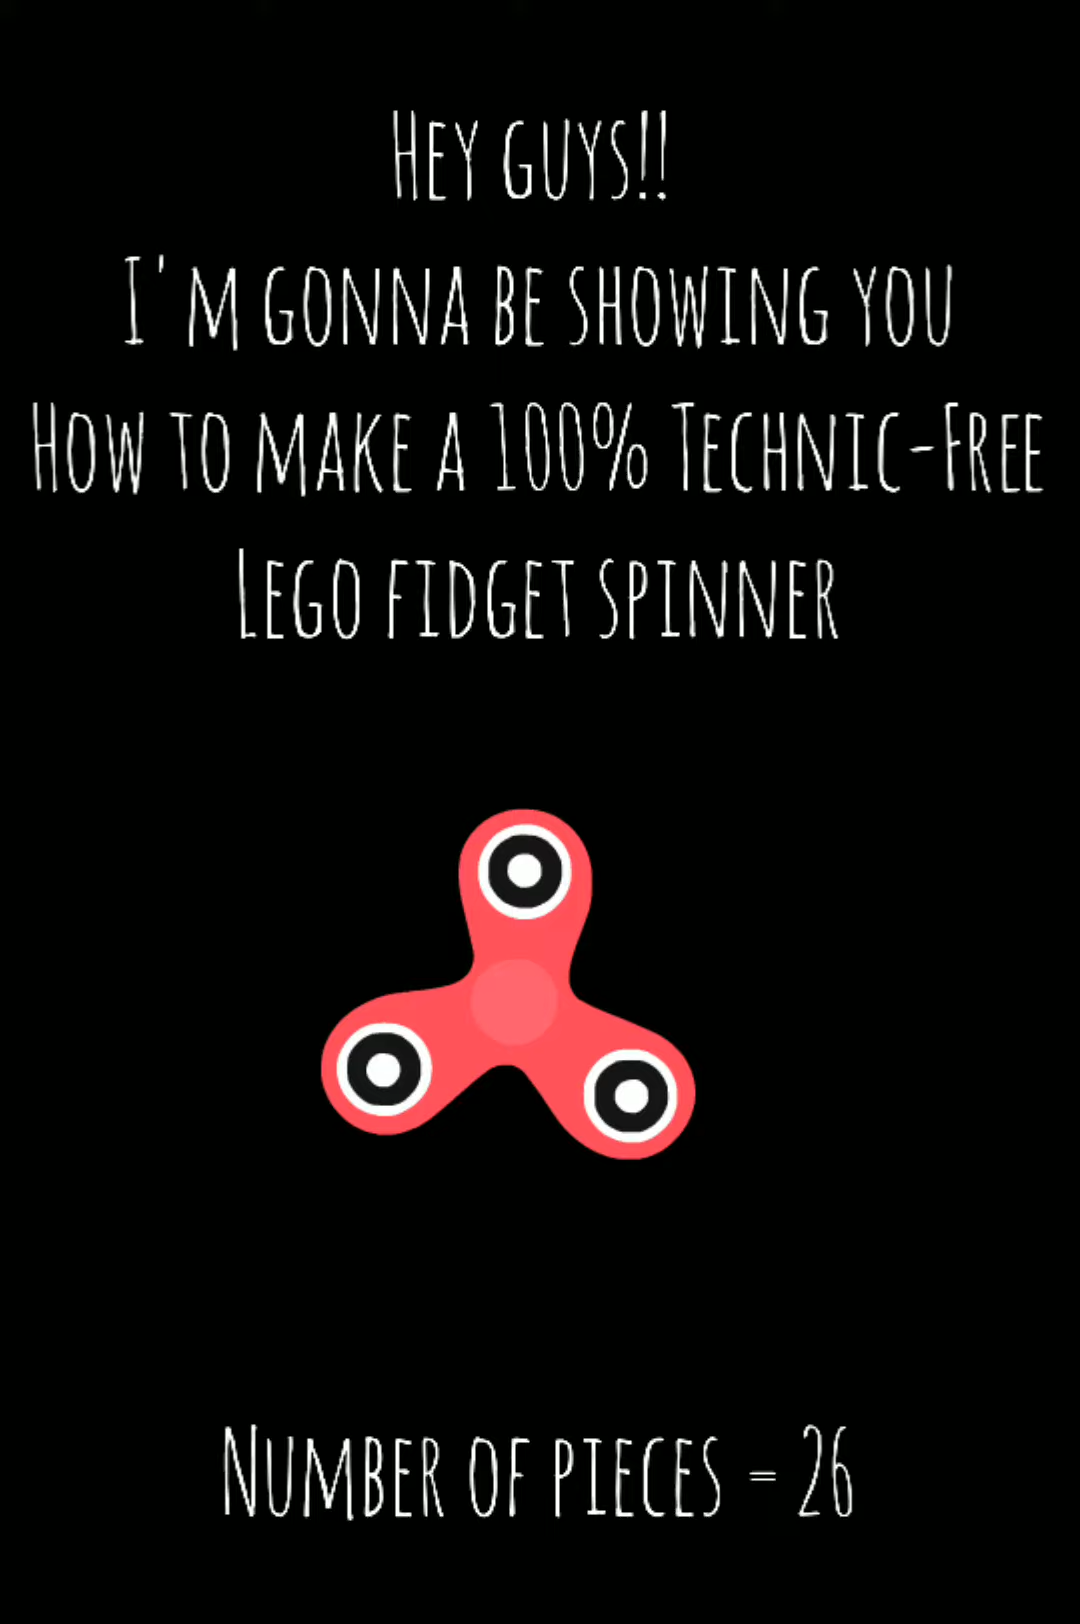 Hey guys!!
I'm gonna be showing you
How to make a 100% Technic-Free
Lego fidget spinner
Number of pieces = 26